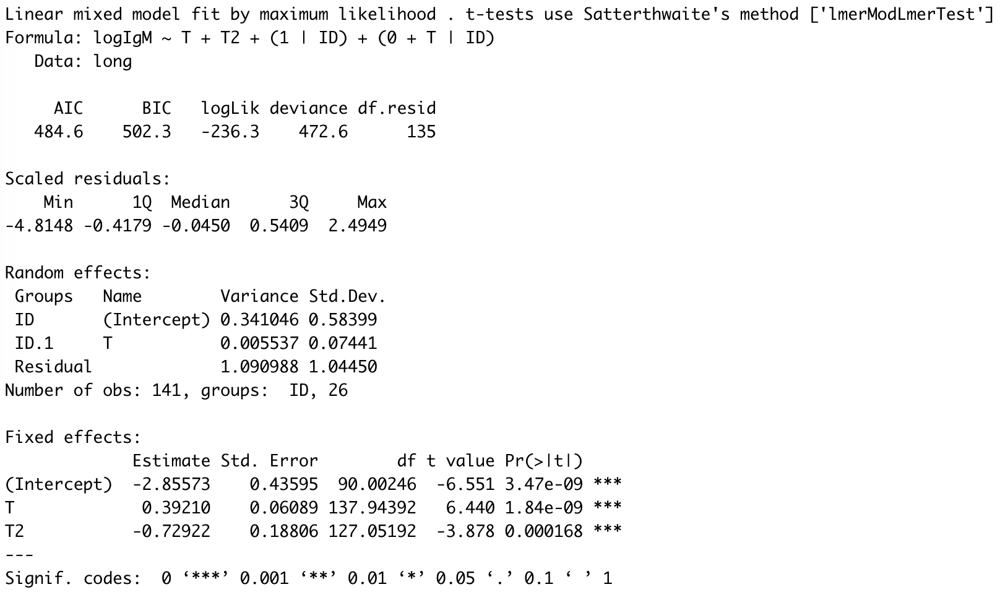 Linear mixed model fit by maximum likelihood . t-tests use Satterthwaite's method ['lmerModLmerTest']
Formula: logIgM ~ T + T2 + (1 | ID) + (0 + T | ID)
   Data: long

     AIC      BIC   logLik deviance df.resid
   484.6    502.3   -236.3    472.6      135

Scaled residuals:
    Min      1Q  Median      3Q     Max
-4.8148 -0.4179 -0.0450  0.5409  2.4949

Random effects:
 Groups   Name        Variance Std.Dev.
 ID       (Intercept) 0.341046 0.58399
 ID.1     T           0.005537 0.07441
 Residual             1.090988 1.04450
Number of obs: 141, groups:  ID, 26

Fixed effects:
             Estimate Std. Error        df t value Pr(>|t|)
(Intercept)  -2.85573    0.43595  90.00246  -6.551 3.47e-09 ***
T             0.39210    0.06089 137.94392   6.440 1.84e-09 ***
T2           -0.72922    0.18806 127.05192  -3.878 0.000168 ***
---
Signif. codes:  0 ‘***’ 0.001 ‘**’ 0.01 ‘*’ 0.05 ‘.’ 0.1 ‘ ’ 1